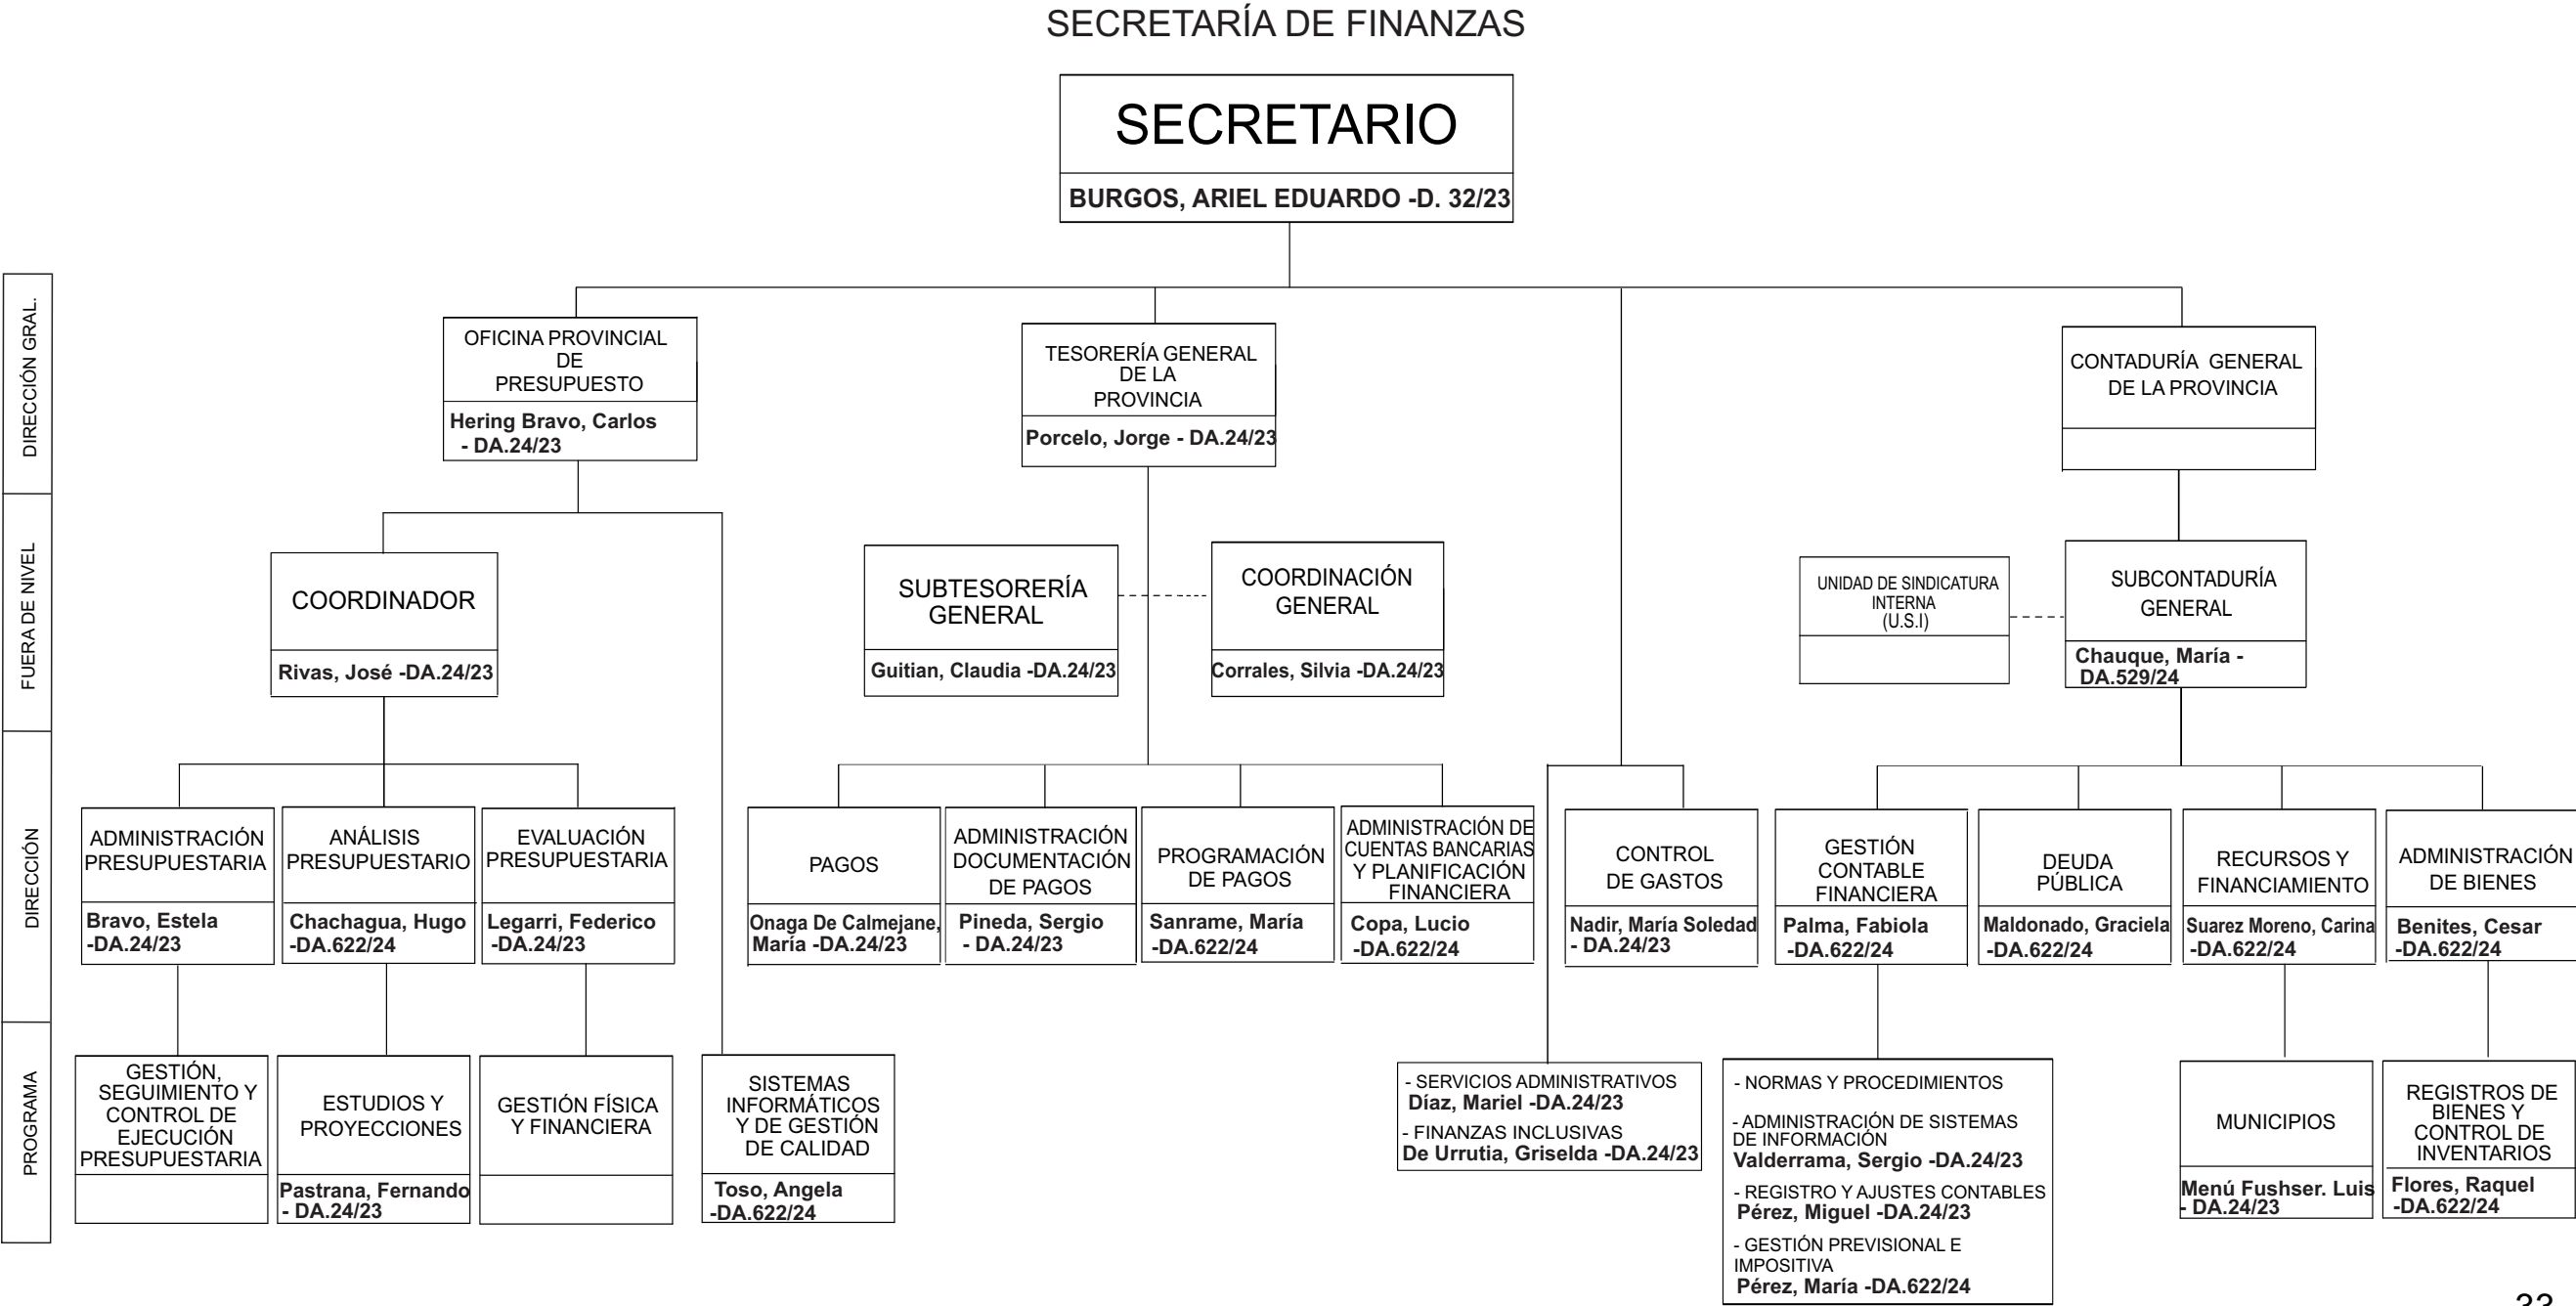 SECRETARÍA DE FINANZAS
SECRETARIO
BURGOS, ARIEL EDUARDO -D. 32/23
DIRECCIÓN GRAL.
OFICINA PROVINCIAL
DE
PRESUPUESTO
Hering Bravo, Carlos
- DA.24/23
TESORERÍA GENERAL
DE LA
PROVINCIA
Porcelo, Jorge - DA.24/23
CONTADURÍA GENERAL
DE LA PROVINCIA
FUERA DE NIVEL
COORDINADOR
Rivas, José -DA.24/23
SUBTESORERÍA
GENERAL
Guitian, Claudia -DA.24/23
COORDINACIÓN
GENERAL
Corrales, Silvia -DA.24/23
UNIDAD DE SINDICATURA
INTERNA
(U.S.I)
SUBCONTADURÍA
GENERAL
Chauque, María -
DA.529/24
DIRECCIÓN
ADMINISTRACIÓN
PRESUPUESTARIA
Bravo, Estela
-DA.24/23
ANÁLISIS
PRESUPUESTARIO
Chachagua, Hugo
-DA.622/24
EVALUACIÓN
PRESUPUESTARIA
Legarri, Federico
-DA.24/23
PAGOS
Onaga De Calmejane,
María -DA.24/23
ADMINISTRACIÓN
DOCUMENTACIÓN
DE PAGOS
Pineda, Sergio
- DA.24/23
PROGRAMACIÓN
DE PAGOS
Sanrame, María
-DA.622/24
ADMINISTRACIÓN DE
CUENTAS BANCARIAS
Y PLANIFICACIÓN
FINANCIERA
Copa, Lucio
-DA.622/24
CONTROL
DE GASTOS
Nadir, María Soledad
- DA.24/23
GESTIÓN
CONTABLE
FINANCIERA
Palma, Fabiola
-DA.622/24
DEUDA
PÚBLICA
Maldonado, Graciela
-DA.622/24
RECURSOS Y
FINANCIAMIENTO
Suarez Moreno, Carina
-DA.622/24
ADMINISTRACIÓN
DE BIENES
Benites, Cesar
-DA.622/24
PROGRAMA
GESTIÓN,
SEGUIMIENTO Y
CONTROL DE
EJECUCIÓN
PRESUPUESTARIA
ESTUDIOS Y
PROYECCIONES
Pastrana, Fernando
- DA.24/23
GESTIÓN FÍSICA
Y FINANCIERA
SISTEMAS
INFORMÁTICOS
Y DE GESTIÓN
DE CALIDAD
Toso, Angela
-DA.622/24
- SERVICIOS ADMINISTRATIVOS
Díaz, Mariel -DA.24/23
- FINANZAS INCLUSIVAS
De Urrutia, Griselda -DA.24/23
- NORMAS Y PROCEDIMIENTOS
- ADMINISTRACIÓN DE SISTEMAS
DE INFORMACIÓN
Valderrama, Sergio -DA.24/23
- REGISTRO Y AJUSTES CONTABLES
Pérez, Miguel -DA.24/23
- GESTIÓN PREVISIONAL E
IMPOSITIVA
Pérez, María -DA.622/24
MUNICIPIOS
Menú Fushser. Luis
- DA.24/23
REGISTROS DE
BIENES Y
CONTROL DE
INVENTARIOS
Flores, Raquel
-DA.622/24
33